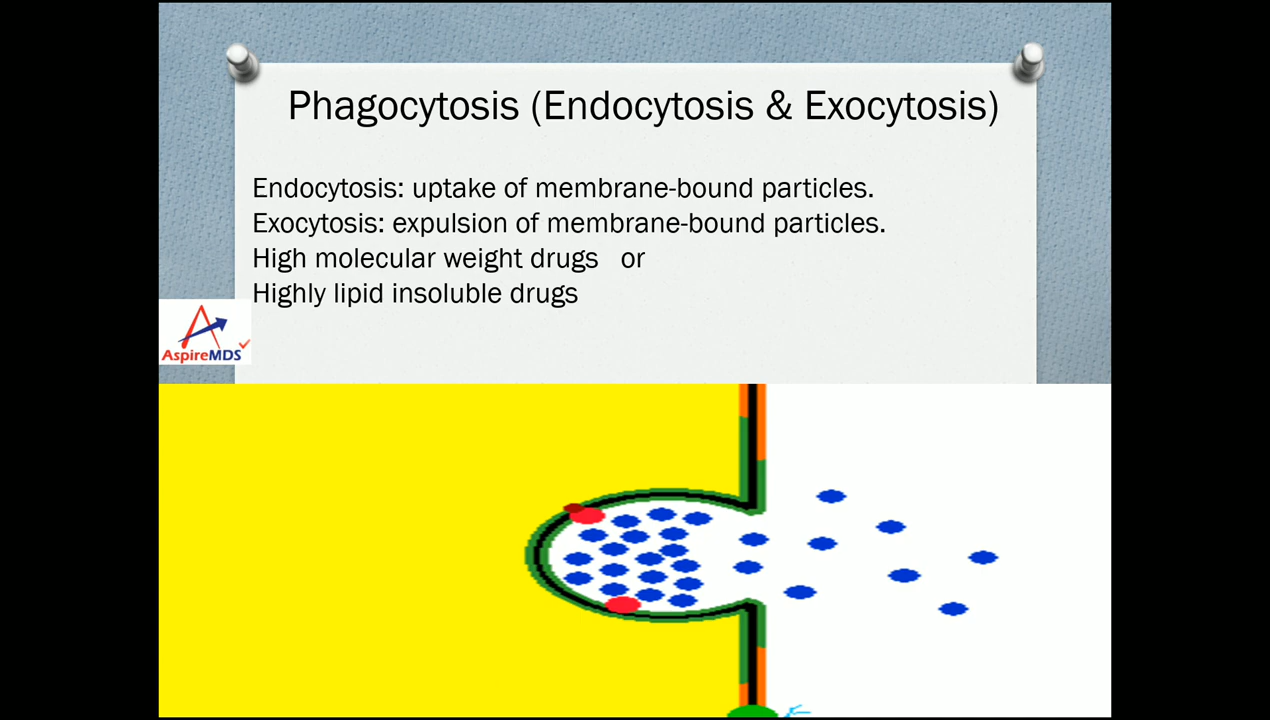 Phagocytosis (Endocytosis & Exocytosis)
Endocytosis: uptake of membrane-bound particles.
Exocytosis: expulsion of membrane-bound particles.
High molecular weight drugs or
Highly lipid insoluble drugs
AspireMDS